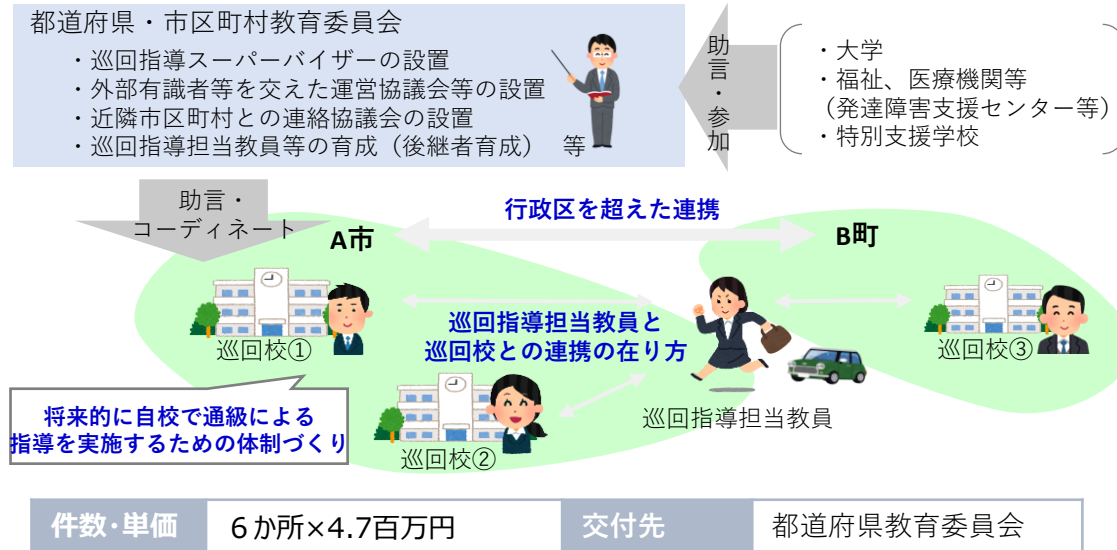 都道府県・市区町村教育委員会
・巡回指導スーパーバイザーの設置
・外部有識者等を交えた運営協議会等の設置
・近隣市区町村との連絡協議会の設置
・巡回指導担当教員等の育成（後継者育成） 等
助言・参加
・大学
・福祉、医療機関等
（発達障害支援センター等）
・特別支援学校
助言・
コーディネート
行政区を超えた連携
A市
B町
巡回校①
巡回指導担当教員と
巡回校との連携の在り方
巡回校③
将来的に自校で通級による
指導を実施するための体制づくり
巡回校②
巡回指導担当教員
件数・単価
６か所×4.7百万円
交付先
都道府県教育委員会